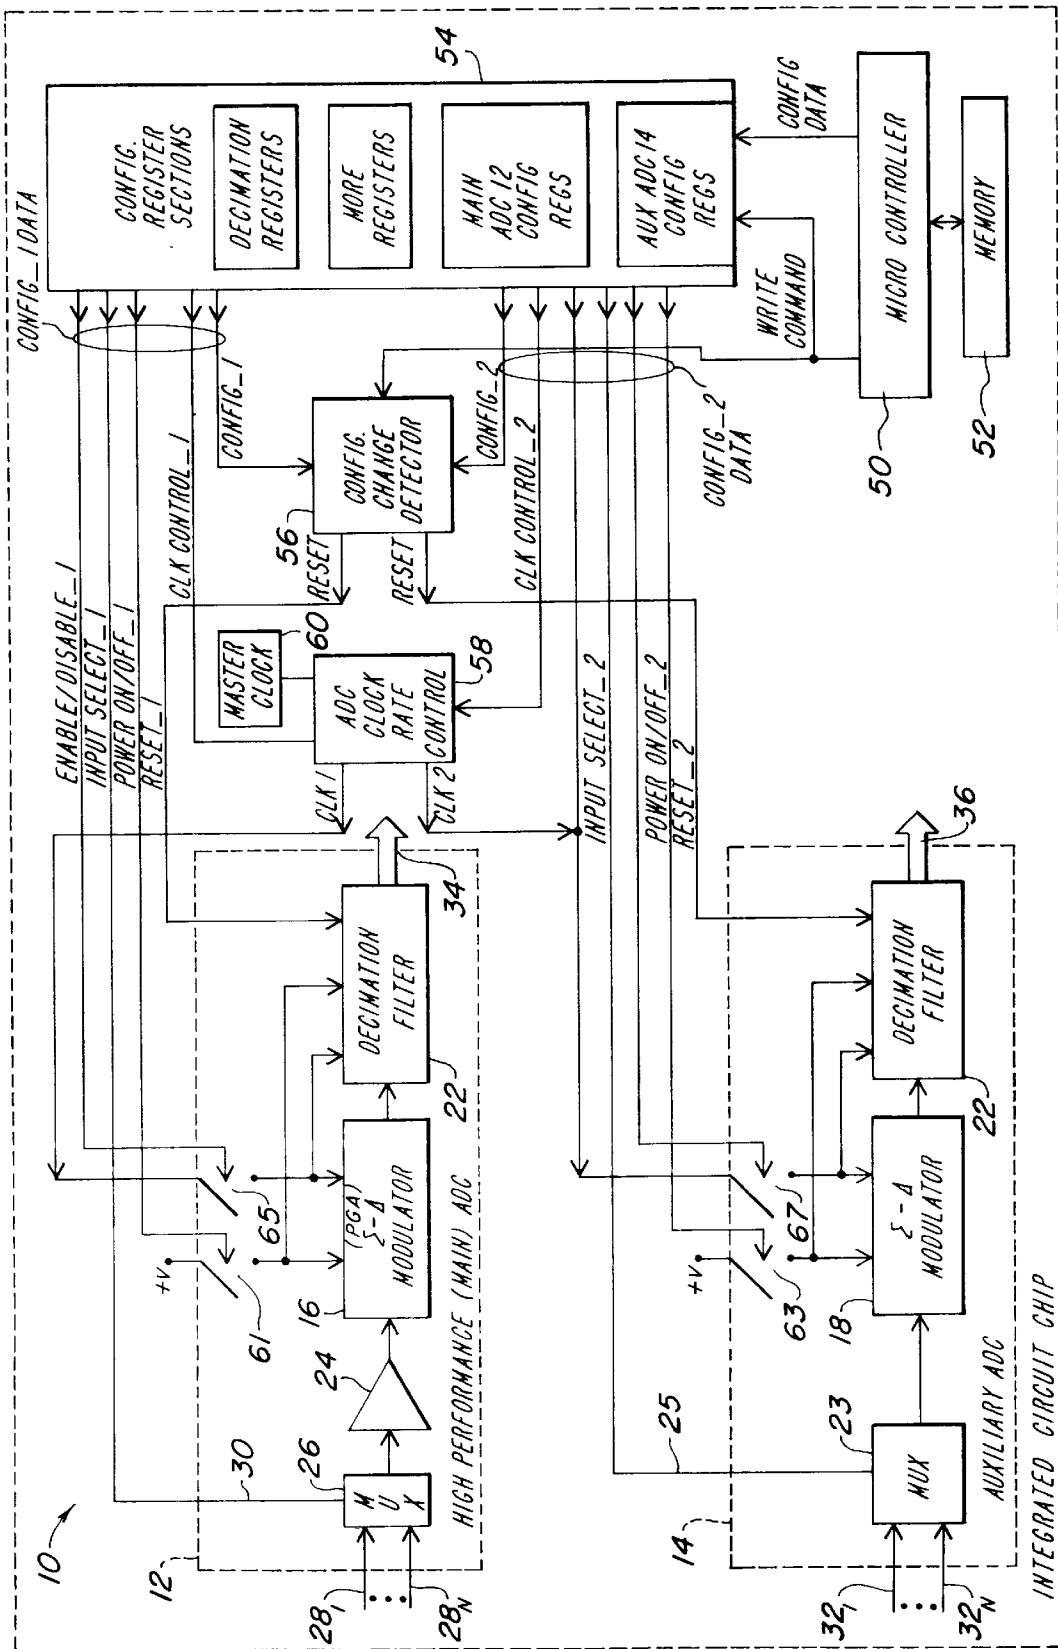 10
12
28₁
28N
MUX
26
30
24
HIGH PERFORMANCE (MAIN) ADC
16
(PGA)
Σ-Δ
MODULATOR
+V
61
65
22
DECIMATION
FILTER
34
ENABLE/DISABLE_1
INPUT SELECT_1
POWER ON/OFF_1
RESET_1
CLK 1
CLK 2
MASTER
CLOCK
60
ADC
CLOCK
RATE
CONTROL
58
CLK CONTROL_1
RESET
RESET
56
CONFIG.
CHANGE
DETECTOR
CONFIG_1
CONFIG_2
CLK CONTROL_2
CONFIG_1 DATA
CONFIG_2
DATA
54
CONFIG.
REGISTER
SECTIONS
DECIMATION
REGISTERS
MORE
REGISTERS
MAIN
ADC 12
CONFIG
REGS
AUX ADC 14
CONFIG
REGS
WRITE
COMMAND
CONFIG
DATA
50
MICRO CONTROLLER
52
MEMORY
14
32₁
32N
MUX
23
25
AUXILIARY ADC
18
Σ-Δ
MODULATOR
+V
63
67
22
DECIMATION
FILTER
36
INPUT SELECT_2
POWER ON/OFF_2
RESET_2
INTEGRATED CIRCUIT CHIP